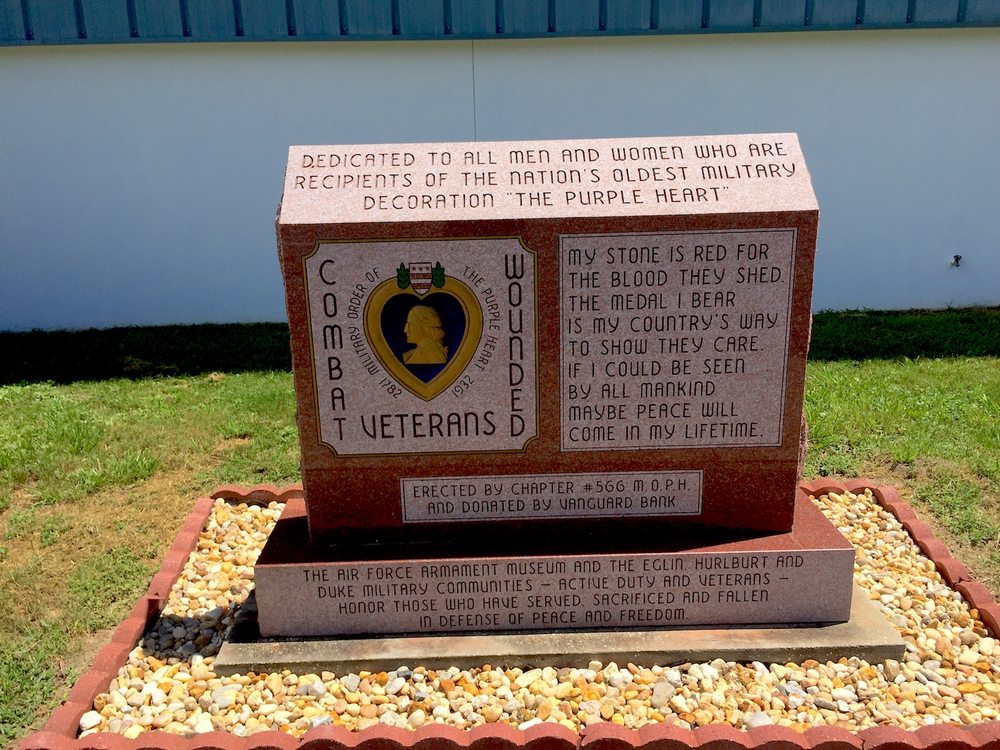 DEDICATED TO ALL MEN AND WOMEN WHO ARE
RECIPIENTS OF THE NATION'S OLDEST MILITARY
DECORATION "THE PURPLE HEART"
COMBAT
WOUNDED
VETERANS
MILITARY ORDER OF
THE PURPLE HEART
1782
1932
MY STONE IS RED FOR
THE BLOOD THEY SHED.
THE MEDAL I BEAR
IS MY COUNTRY'S WAY
TO SHOW THEY CARE.
IF I COULD BE SEEN
BY ALL MANKIND
MAYBE PEACE WILL
COME IN MY LIFETIME.
ERECTED BY CHAPTER #566 M.O.P.H.
AND DONATED BY VANGUARD BANK
THE AIR FORCE ARMAMENT MUSEUM AND THE EGLIN, HURLBURT AND
DUKE MILITARY COMMUNITIES – ACTIVE DUTY AND VETERANS –
HONOR THOSE WHO HAVE SERVED, SACRIFICED AND FALLEN
IN DEFENSE OF PEACE AND FREEDOM.